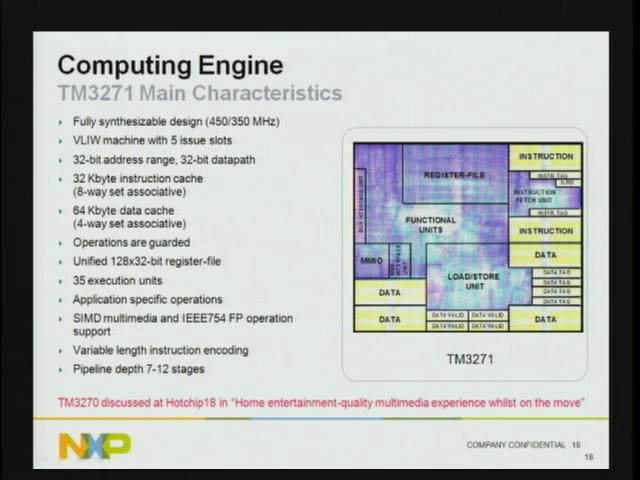 Computing Engine
TM3271 Main Characteristics
Fully synthesizable design (450/350 MHz)
VLIW machine with 5 issue slots
32-bit address range, 32-bit datapath
32 Kbyte instruction cache
(8-way set associative)
64 Kbyte data cache
(4-way set associative)
Operations are guarded
Unified 128x32-bit register-file
35 execution units
Application specific operations
SIMD multimedia and IEEE754 FP operation
support
Variable length instruction encoding
Pipeline depth 7-12 stages
REGISTER-FILE
INSTRUCTION
INSTR. TAG
INSTRUCTION
FETCH UNIT
INSTR. TAG
INSTRUCTION
BUS INTERFACE UNIT
FUNCTIONAL
UNITS
MMIO
DATA
LOAD/STORE
UNIT
DATA TAG
DATA TAG
DATA TAG
DATA TAG
DATA
DATA
DATA VALID
DATA VALID
DATA VALID
DATA VALID
DATA
TM3271
TM3270 discussed at Hotchip18 in “Home entertainment-quality multimedia experience whilst on the move”
NXP
COMPANY CONFIDENTIAL 18
18